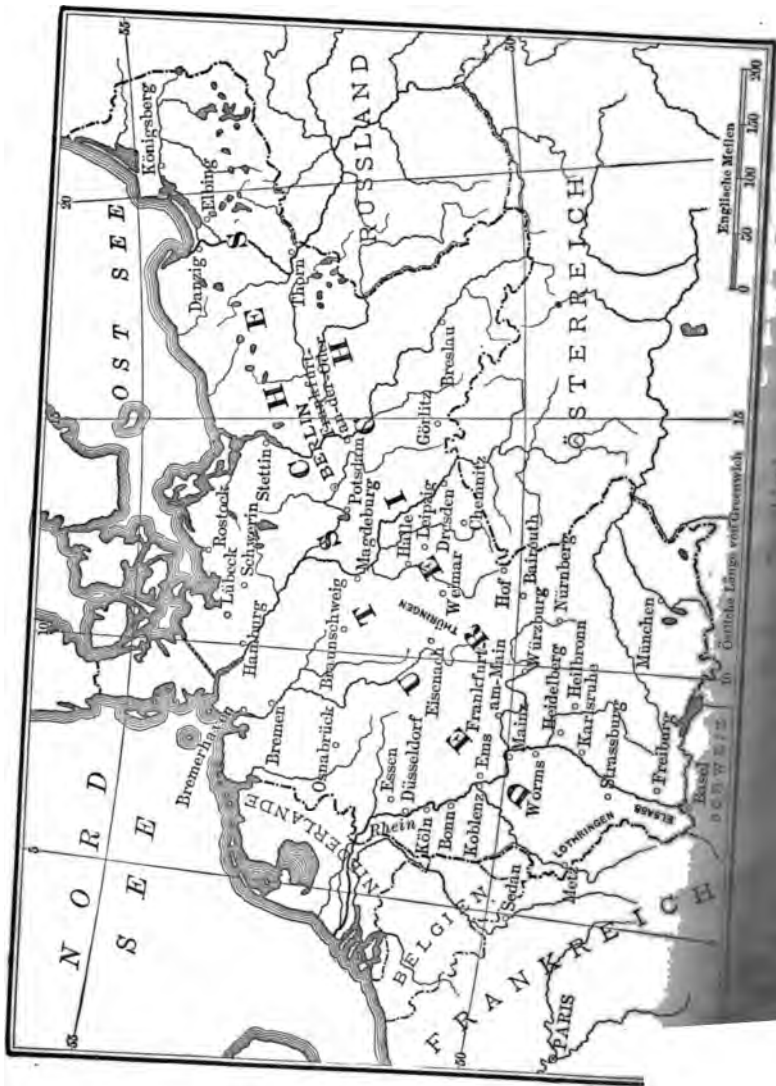 NORD
SEE
OST SEE
55
20
Königsberg
Elbing
Danzig
Thorn
RUSSLAND
50
Rostock
Lübeck
Schwerin
Stettin
Hamburg
10
Bremerhafen
Bremen
5
BERLIN
Frankfurt-
an-der-Oder
Potsdam
Magdeburg
Braunschweig
Osnabrück
NIEDERLANDE
DEUTSCHES
Breslau
Görlitz
15
Halle
Leipzig
Dresden
Chemnitz
Weimar
THÜRINGEN
Eisenach
Essen
Düsseldorf
Rhein
Köln
Bonn
Koblenz
Ems
Frankfurt-
am-Main
Mainz
Worms
Hof
Baireuth
Würzburg
Nürnberg
Heidelberg
Heilbronn
Karlsruhe
Strassburg
Freiburg
München
ÖSTERREICH
BELGIEN
Sedan
LOTHRINGEN
Metz
ELSASS
Basel
SCHWEIZ
FRANKREICH
PARIS
50
10
Östliche Länge von Greenwich
Englische Meilen
0 50 100 150 200